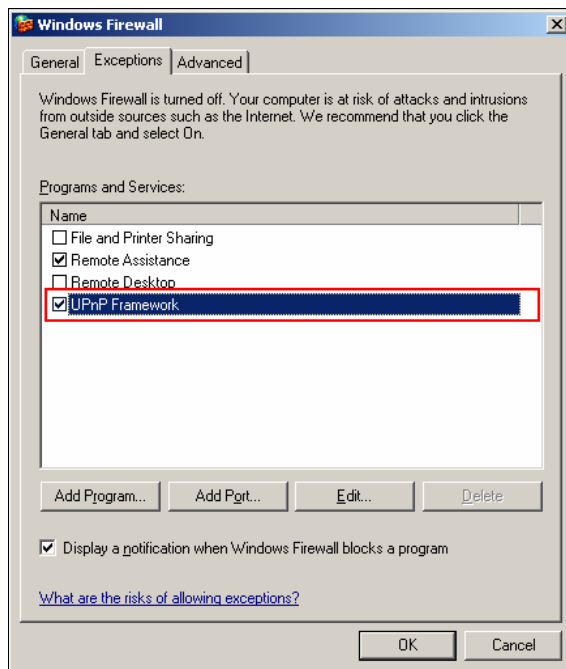 Windows Firewall
General Exceptions Advanced
Windows Firewall is turned off. Your computer is at risk of attacks and intrusions
from outside sources such as the Internet. We recommend that you click the
General tab and select On.
Programs and Services:
Name
File and Printer Sharing
Remote Assistance
Remote Desktop
UPnP Framework
Add Program... Add Port... Edit... Delete
Display a notification when Windows Firewall blocks a program
What are the risks of allowing exceptions?
OK Cancel